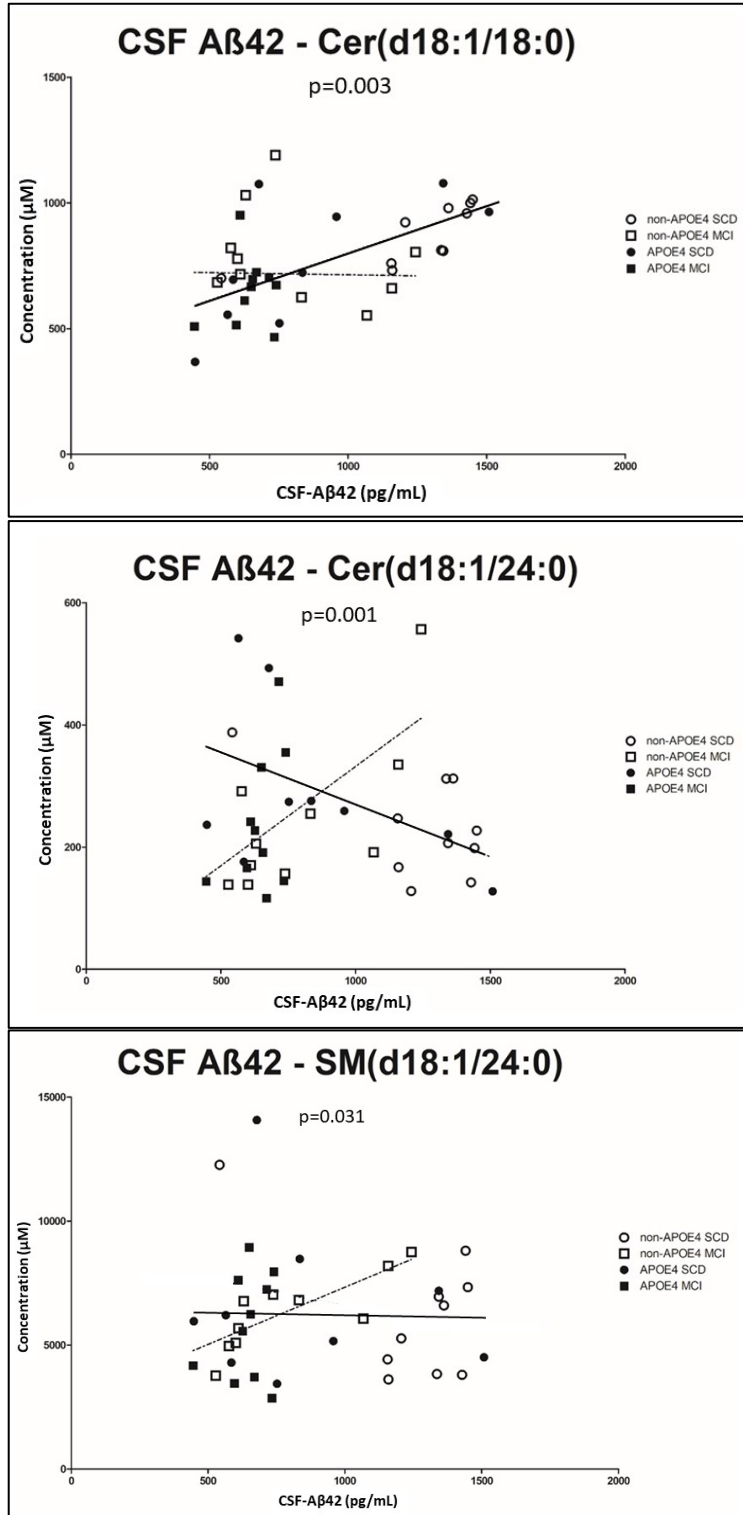 CSF Aß42 - Cer(d18:1/18:0)
p=0.003
1500
1000
500
0
Concentration (μM)
0 500 1000 1500 2000
CSF-Aβ42 (pg/mL)
non-APOE4 SCD
non-APOE4 MCI
APOE4 SCD
APOE4 MCI
CSF Aß42 - Cer(d18:1/24:0)
p=0.001
600
400
200
0
Concentration (μM)
0 500 1000 1500 2000
CSF-Aβ42 (pg/mL)
non-APOE4 SCD
non-APOE4 MCI
APOE4 SCD
APOE4 MCI
CSF Aß42 - SM(d18:1/24:0)
p=0.031
15000
10000
5000
0
Concentration (μM)
0 500 1000 1500 2000
CSF-Aβ42 (pg/mL)
non-APOE4 SCD
non-APOE4 MCI
APOE4 SCD
APOE4 MCI